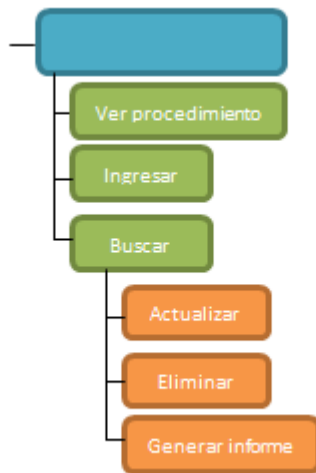 Ver procedimiento
Ingresar
Buscar
Actualizar
Eliminar
Generar informe